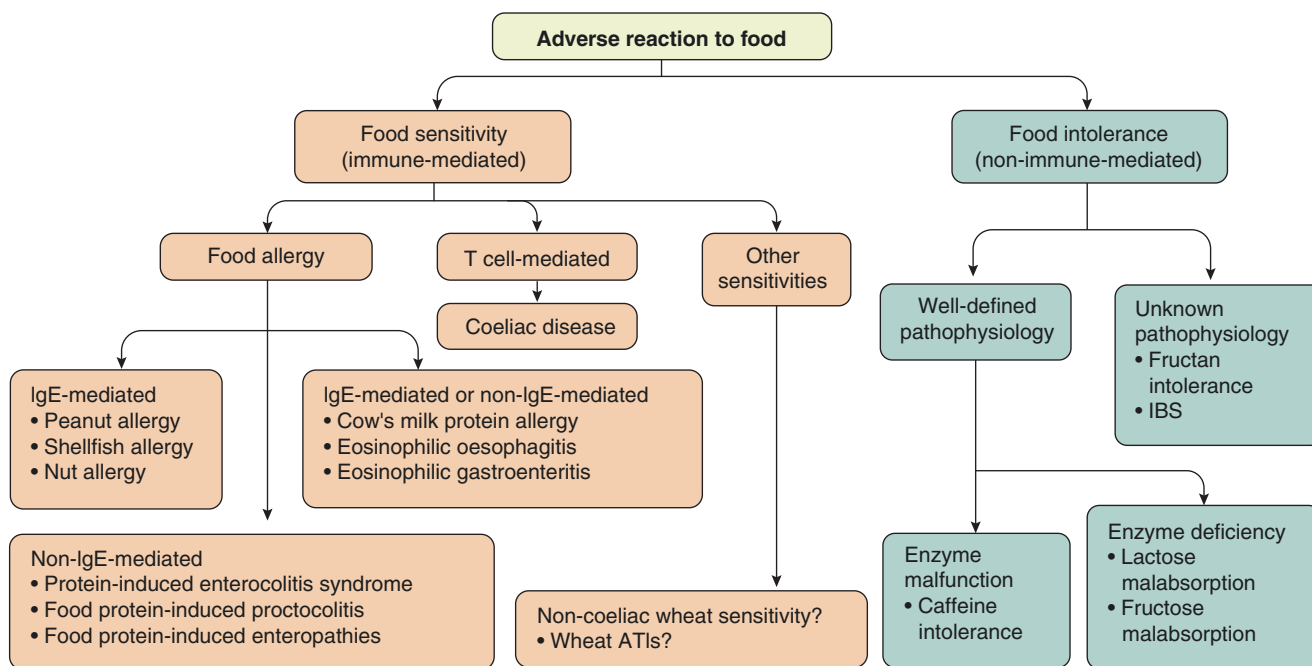 Adverse reaction to food
Food sensitivity
(immune-mediated)
Food intolerance
(non-immune-mediated)
Food allergy
T cell-mediated
Other
sensitivities
Coeliac disease
Well-defined
pathophysiology
Unknown
pathophysiology
• Fructan
intolerance
• IBS
IgE-mediated
• Peanut allergy
• Shellfish allergy
• Nut allergy
IgE-mediated or non-IgE-mediated
• Cow's milk protein allergy
• Eosinophilic oesophagitis
• Eosinophilic gastroenteritis
Non-IgE-mediated
• Protein-induced enterocolitis syndrome
• Food protein-induced proctocolitis
• Food protein-induced enteropathies
Non-coeliac wheat sensitivity?
• Wheat ATIs?
Enzyme
malfunction
• Caffeine
intolerance
Enzyme deficiency
• Lactose
malabsorption
• Fructose
malabsorption